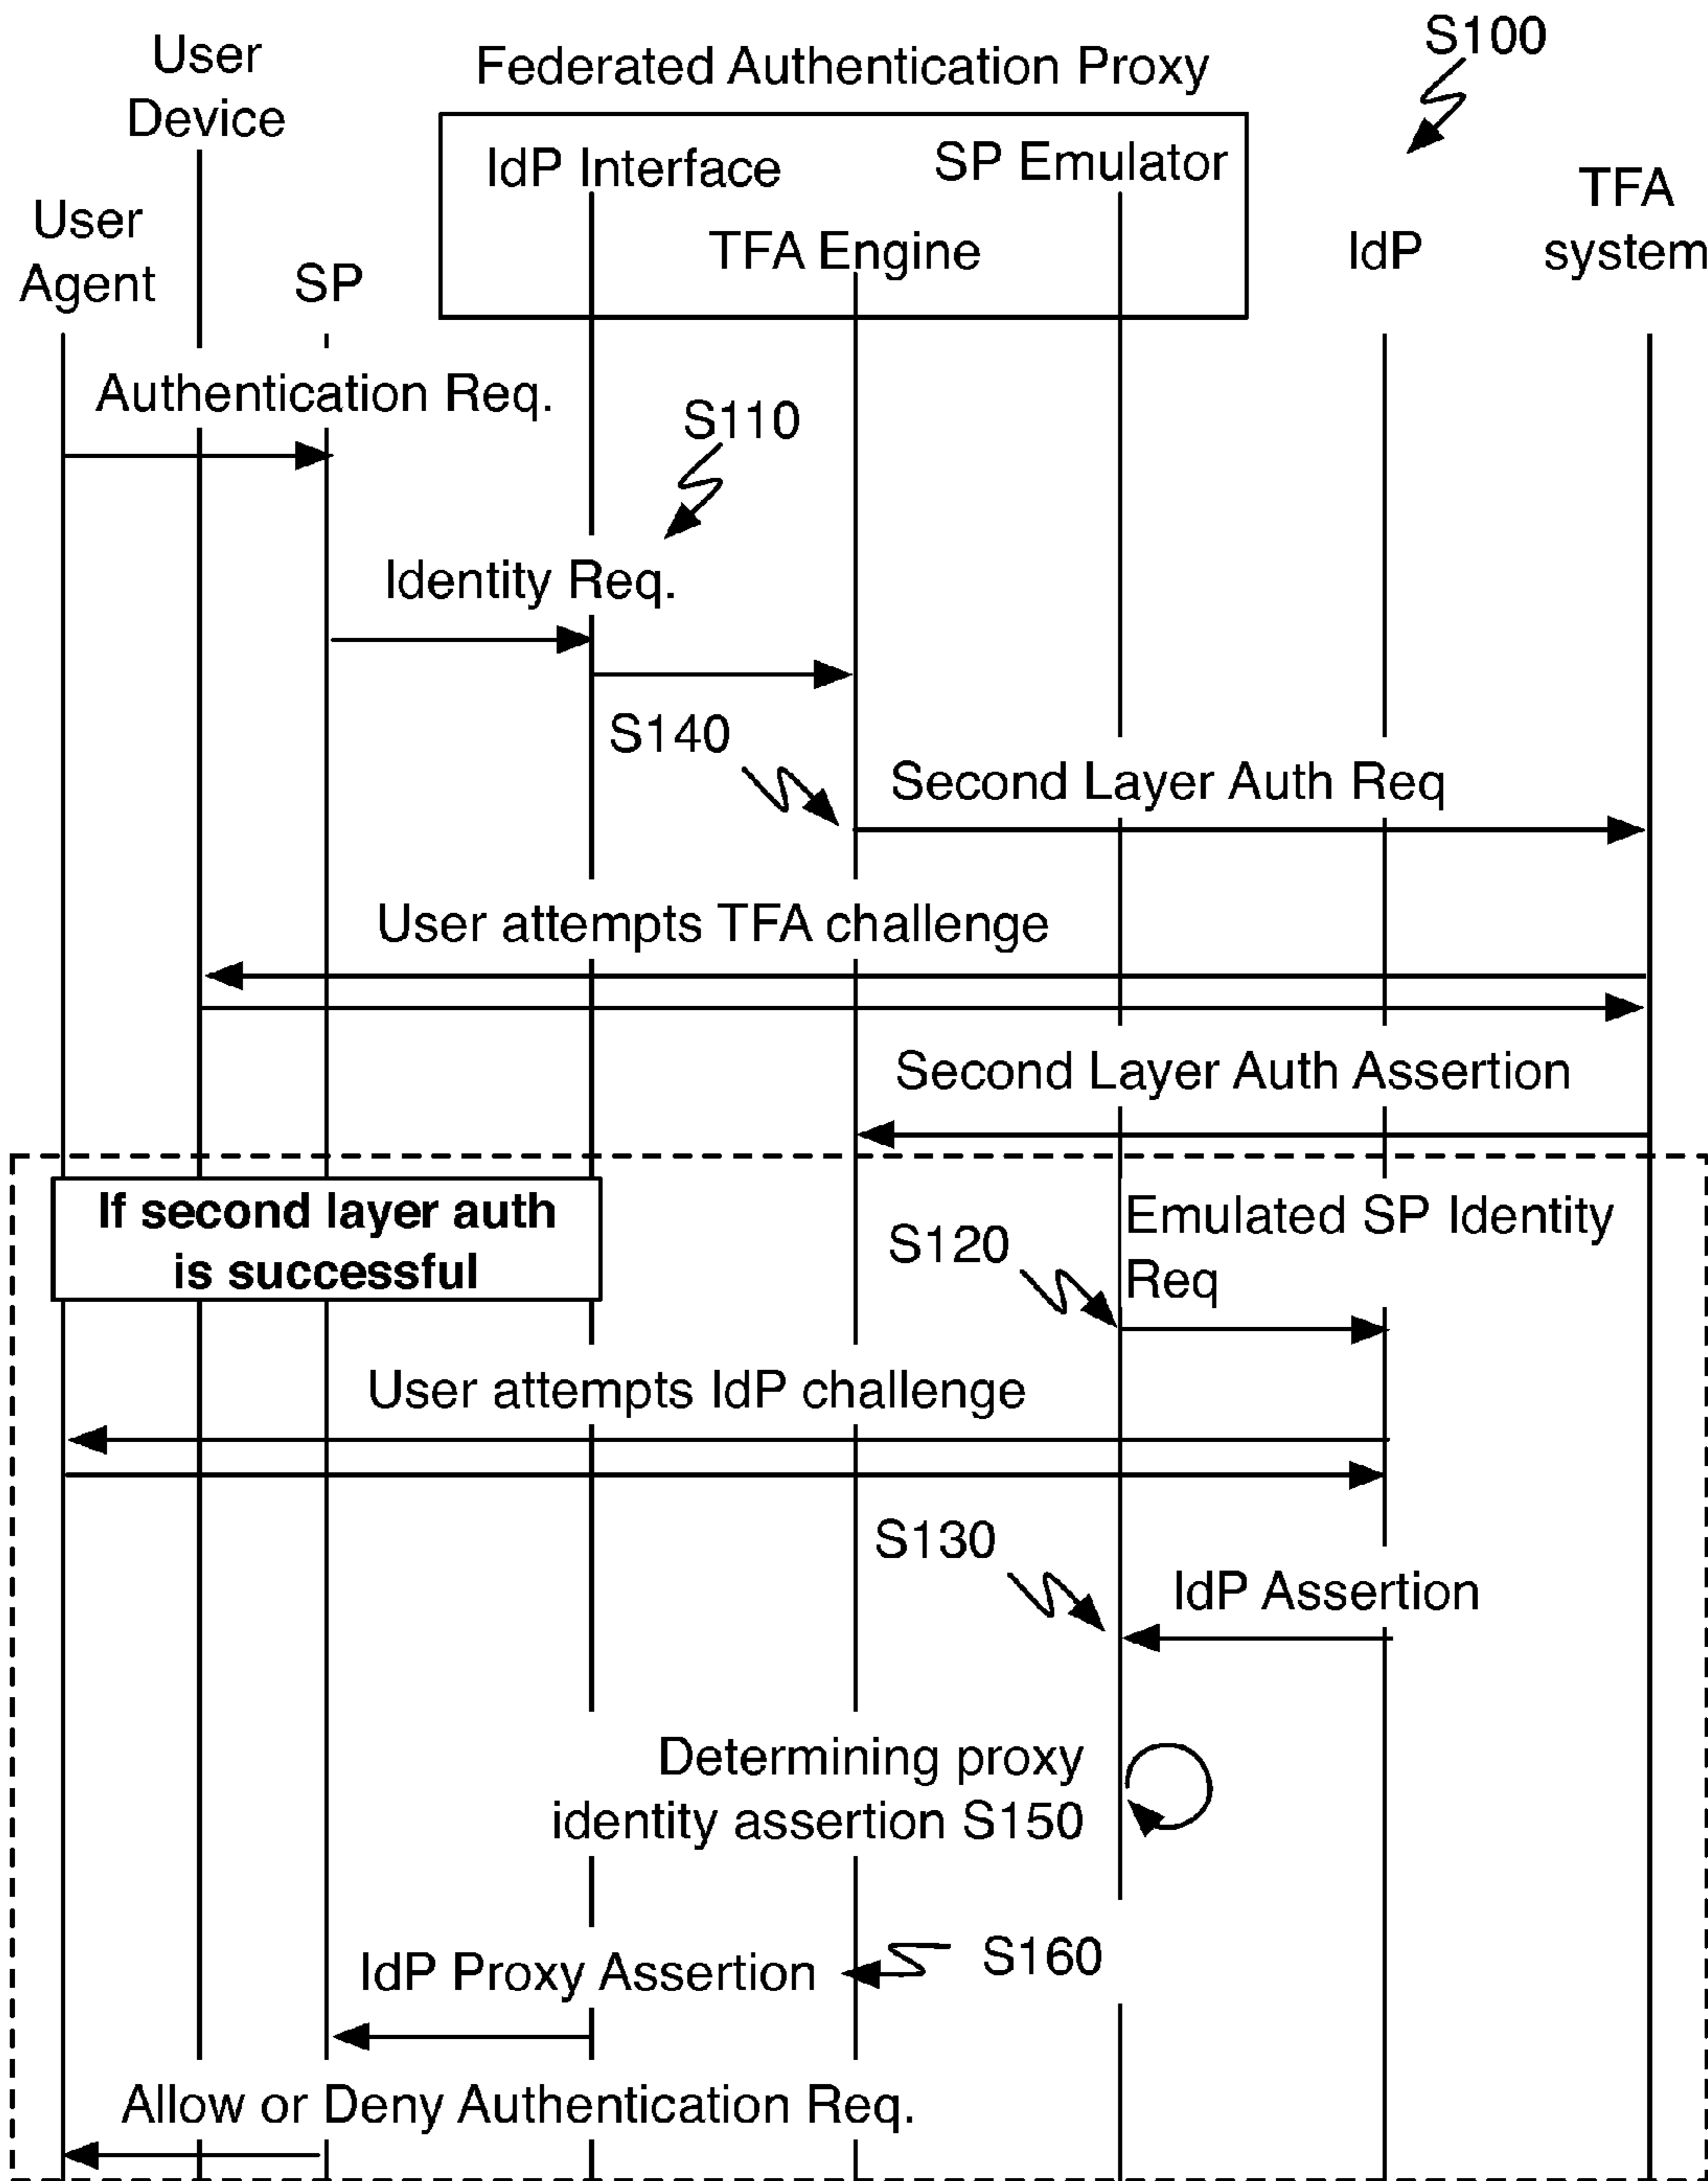 S100
User
Device
Federated Authentication Proxy
IdP Interface
SP Emulator
TFA
system
User
Agent
SP
TFA Engine
IdP
Authentication Req.
S110
Identity Req.
S140
Second Layer Auth Req
User attempts TFA challenge
Second Layer Auth Assertion
If second layer auth
is successful
S120
Emulated SP Identity
Req
User attempts IdP challenge
S130
IdP Assertion
Determining proxy
identity assertion S150
IdP Proxy Assertion
S160
Allow or Deny Authentication Req.